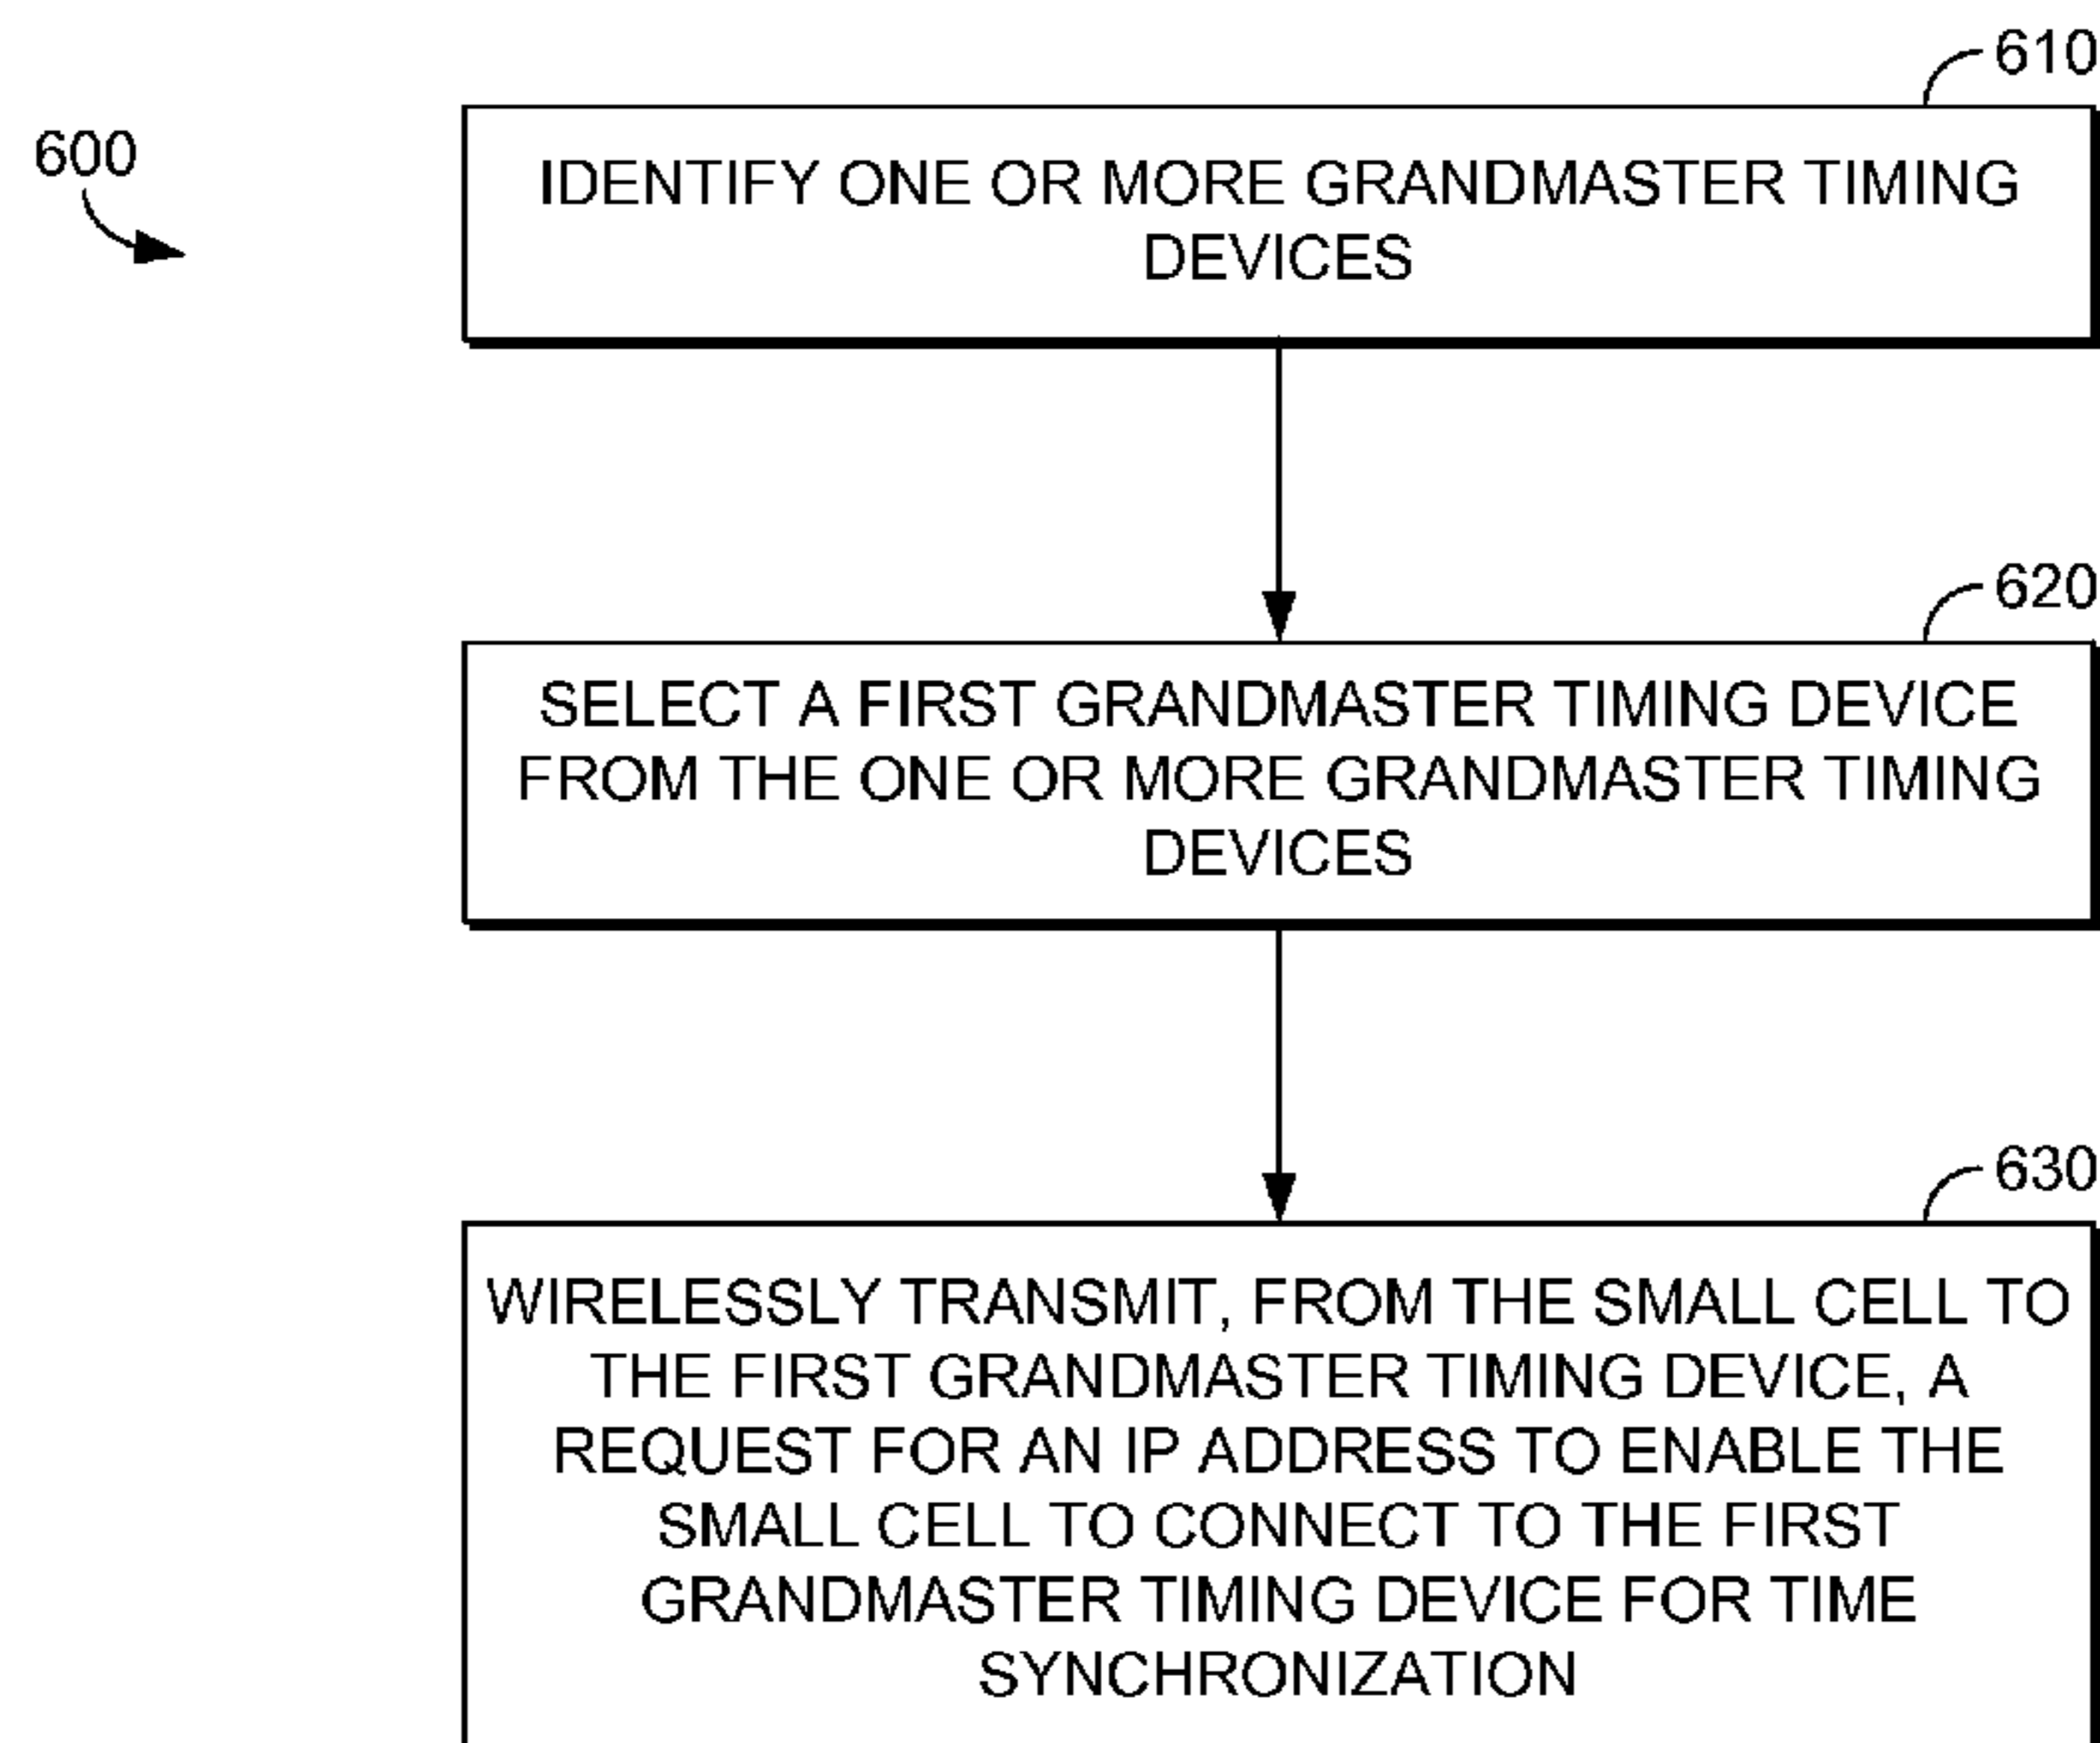 610
600
IDENTIFY ONE OR MORE GRANDMASTER TIMING
DEVICES
620
SELECT A FIRST GRANDMASTER TIMING DEVICE
FROM THE ONE OR MORE GRANDMASTER TIMING
DEVICES
630
WIRELESSLY TRANSMIT, FROM THE SMALL CELL TO
THE FIRST GRANDMASTER TIMING DEVICE, A
REQUEST FOR AN IP ADDRESS TO ENABLE THE
SMALL CELL TO CONNECT TO THE FIRST
GRANDMASTER TIMING DEVICE FOR TIME
SYNCHRONIZATION